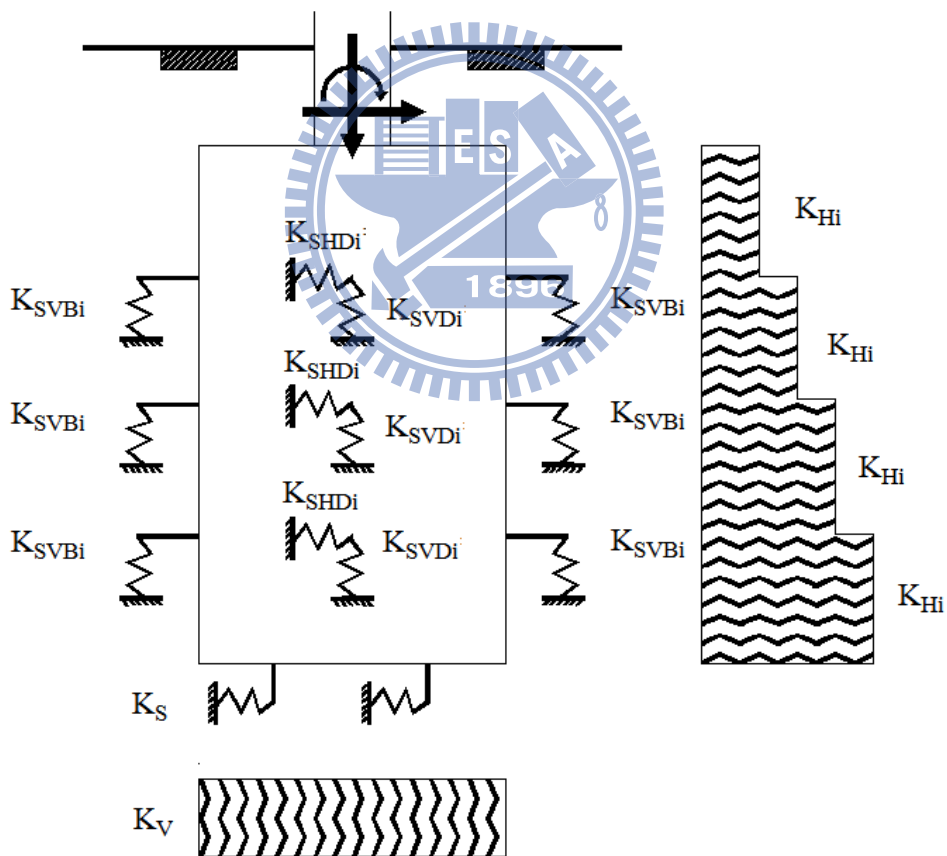 E S A
1896
K_Hi
K_SHDi
K_SVBi
K_SVDi
K_SVBi
K_Hi
K_SHDi
K_SVBi
K_SVDi
K_SVBi
K_Hi
K_SHDi
K_SVBi
K_SVDi
K_SVBi
K_Hi
K_S
K_V